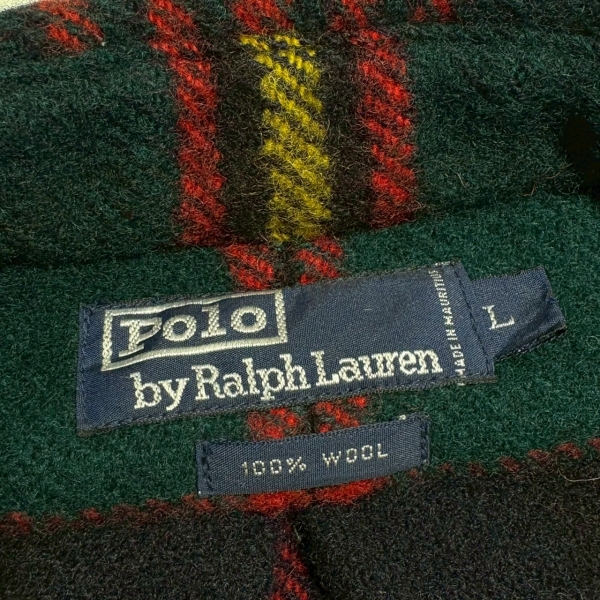 Polo
by Ralph Lauren
MADE IN MAURITIUS
L
100% WOOL